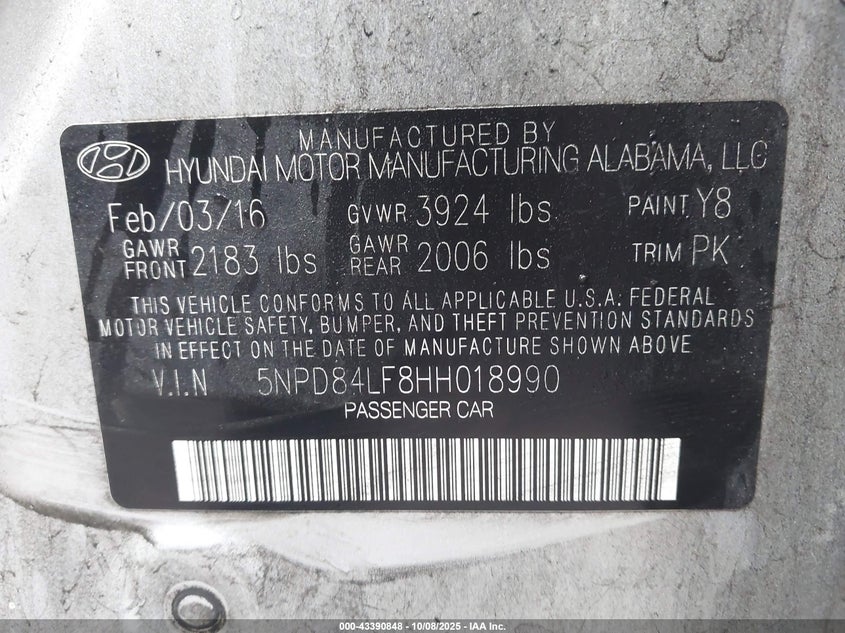 MANUFACTURED BY
HYUNDAI MOTOR MANUFACTURING ALABAMA, LLC
Feb/03/16 GVWR 3924 lbs PAINT Y8
GAWR FRONT 2183 lbs GAWR REAR 2006 lbs TRIM PK
THIS VEHICLE CONFORMS TO ALL APPLICABLE U.S.A. FEDERAL
MOTOR VEHICLE SAFETY, BUMPER, AND THEFT PREVENTION STANDARDS
IN EFFECT ON THE DATE OF MANUFACTURE SHOWN ABOVE
V.I.N 5NPD84LF8HH018990
PASSENGER CAR
000-43390848 - 10/08/2025 - IAA Inc.